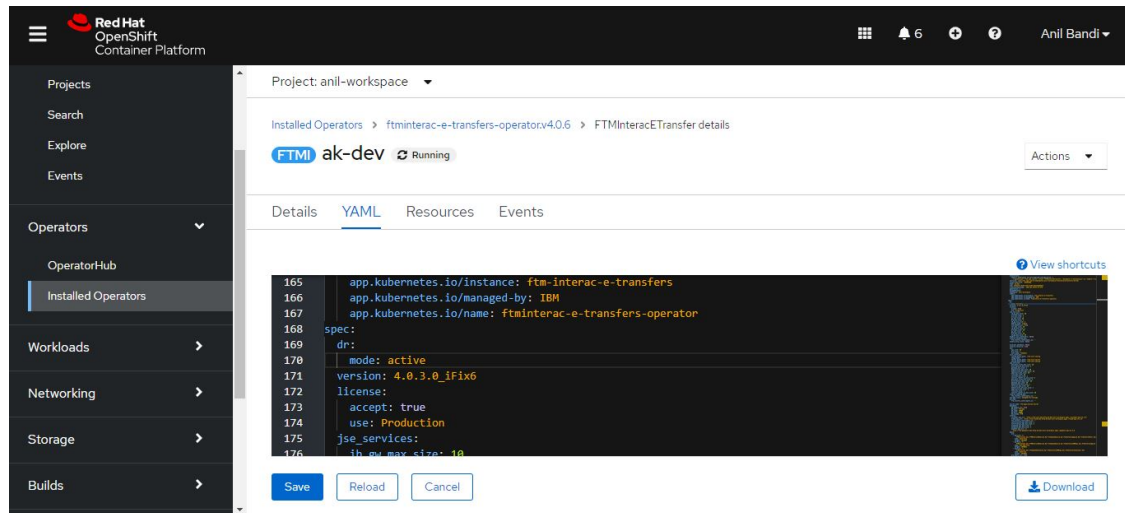 Red Hat
OpenShift
Container Platform
6
Anil Bandi
Projects
Search
Explore
Events
Operators
OperatorHub
Installed Operators
Workloads
Networking
Storage
Builds
Project: anil-workspace
Installed Operators > ftminterac-e-transfers-operator.v4.0.6 > FTMInteracETransfer details
FTMI ak-dev Running
Actions
Details YAML Resources Events
View shortcuts
165 app.kubernetes.io/instance: ftm-interac-e-transfers
166 app.kubernetes.io/managed-by: IBM
167 app.kubernetes.io/name: ftminterac-e-transfers-operator
168 spec:
169 dr:
170 mode: active
171 version: 4.0.3.0_iFix6
172 license:
173 accept: true
174 use: Production
175 jse_services:
176 ih_gw_max_size: 10
Save Reload Cancel
Download